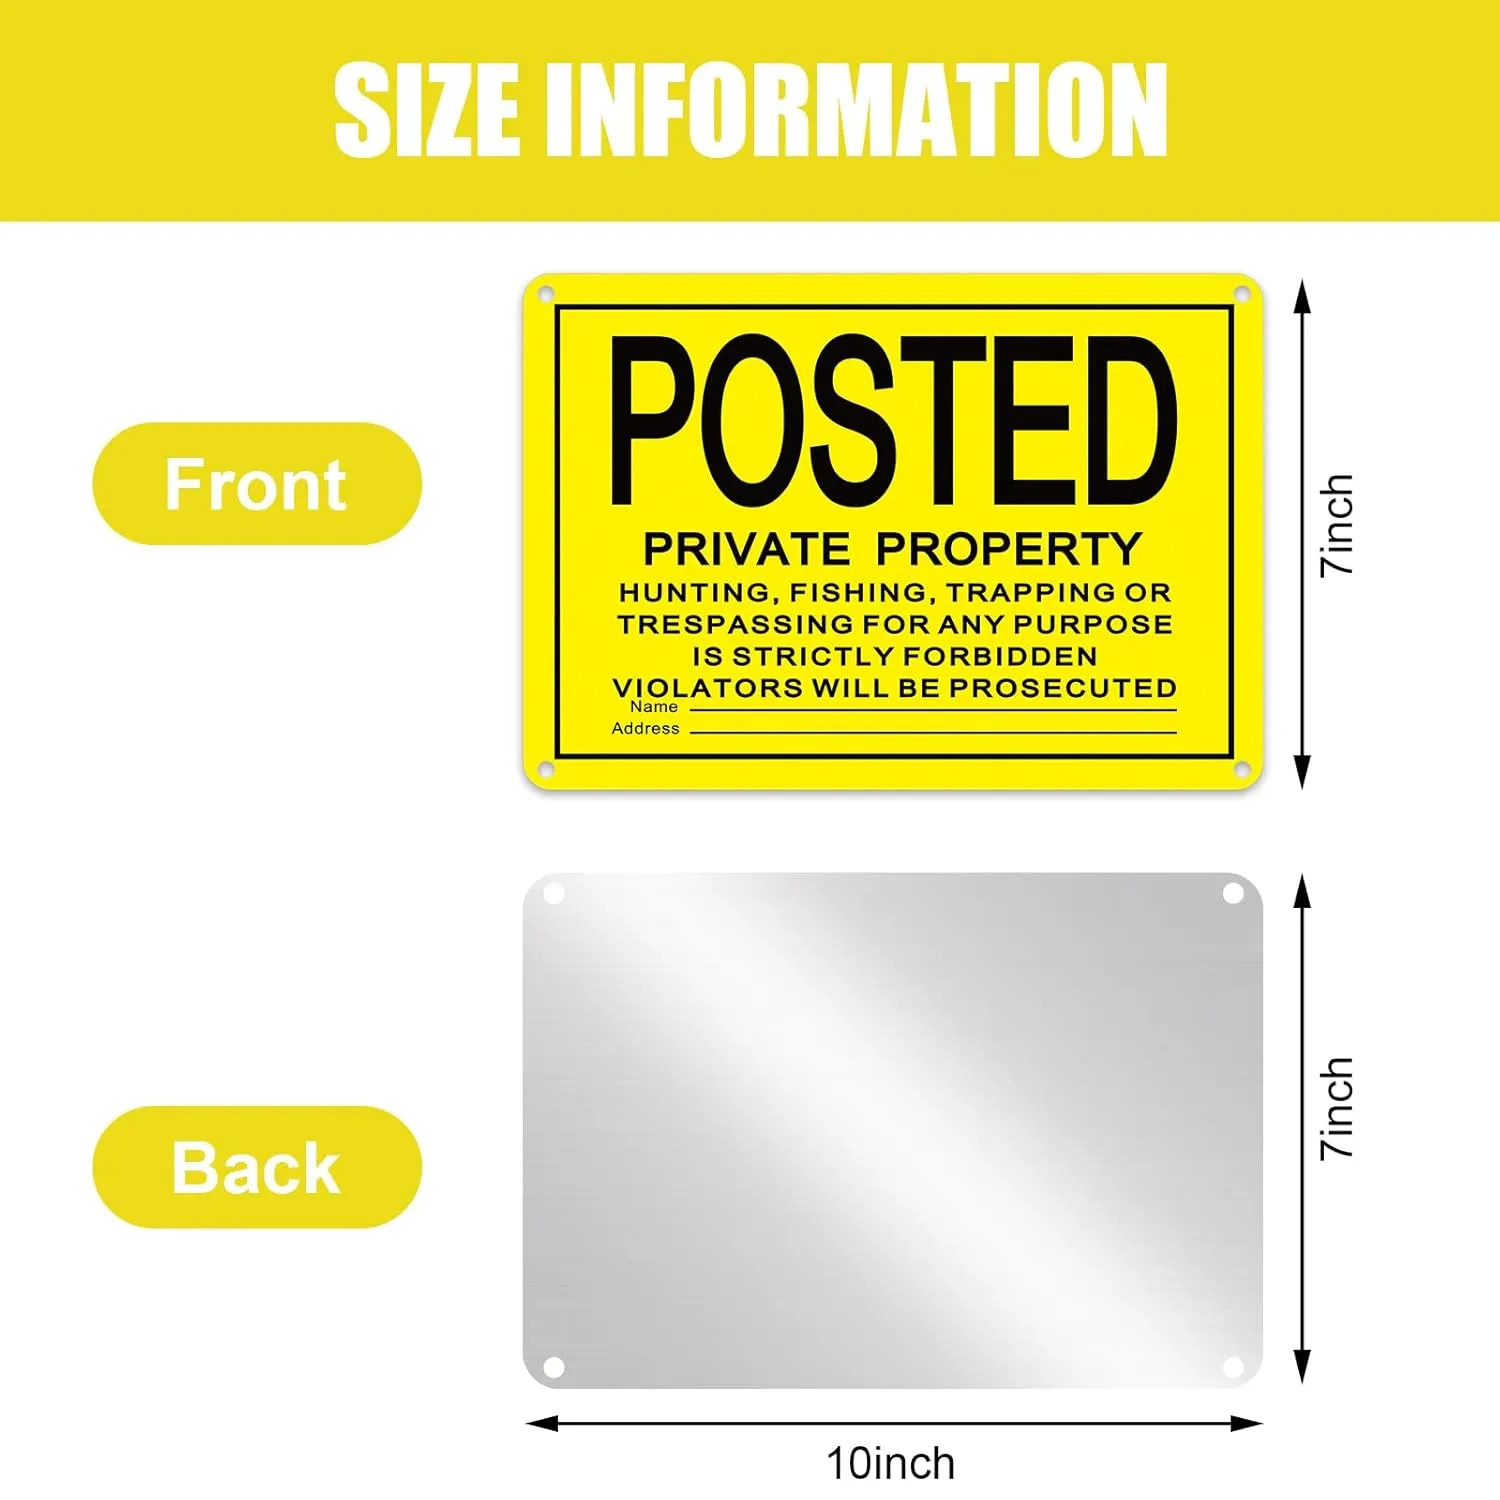 SIZE INFORMATION
Front
POSTED
PRIVATE PROPERTY
HUNTING, FISHING, TRAPPING OR
TRESPASSING FOR ANY PURPOSE
IS STRICTLY FORBIDDEN
VIOLATORS WILL BE PROSECUTED
Name
Address
7inch
Back
7inch
10inch